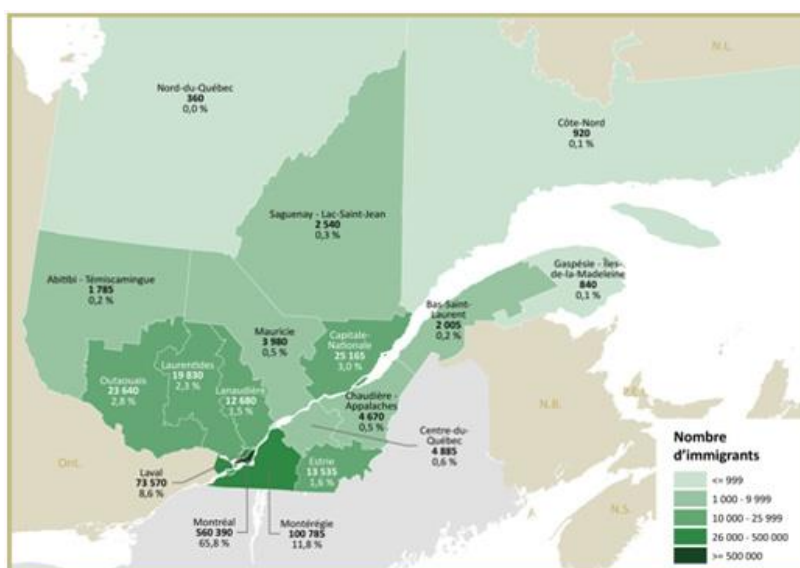 N.L.
Nord-du-Québec
360
0,0 %
Côte-Nord
920
0,1 %
Saguenay - Lac-Saint-Jean
2 540
0,3 %
Abitibi - Témiscamingue
1 785
0,2 %
Gaspésie - Îles-
de-la-Madeleine
840
0,1 %
Bas-Saint-
Laurent
2 005
0,2 %
Mauricie
3 980
0,5 %
Capitale-
Nationale
25 165
3,0 %
Outaouais
23 640
2,8 %
Laurentides
19 830
2,3 %
Lanaudière
12 680
1,5 %
Chaudière -
Appalaches
4 670
0,5 %
Centre-du-
Québec
4 885
0,6 %
Estrie
13 535
1,6 %
Laval
73 570
8,6 %
Montréal
560 390
65,8 %
Montérégie
100 785
11,8 %
Ont.
N.B.
N.S.
Nombre
d’immigrants
<= 999
1 000 - 9 999
10 000 - 25 999
26 000 - 500 000
>= 500 000